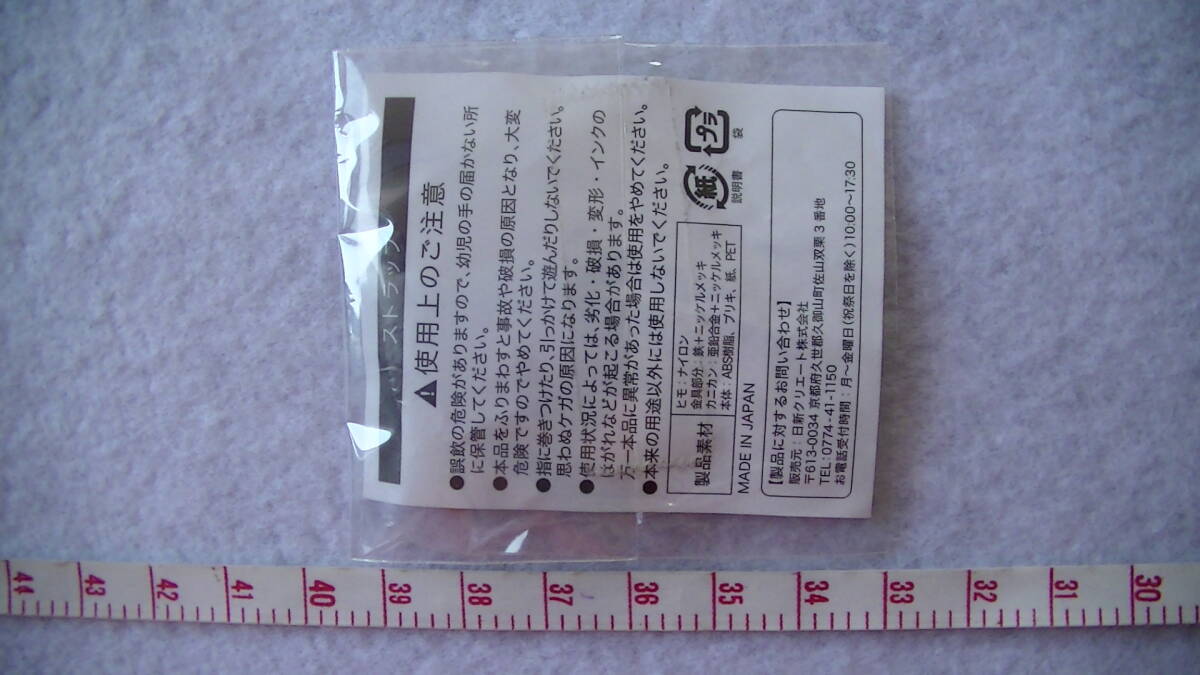 ストラップ
⚠使用上のご注意
●誤飲の危険がありますので、幼児の手の届かない所
に保管してください。
●本品をふりまわすと事故や破損の原因となり、大変
危険ですのでやめてください。
●指に巻きつけたり、引っかけて遊んだりしないでください。
思わぬケガの原因になります。
●使用状況によっては、劣化・破損・変形・インクの
はがれなどが起こる場合があります。
万一本品に異常があった場合は使用をやめてください。
●本来の用途以外には使用しないでください。
製品素材
ヒモ：ナイロン
金具部分：鉄＋ニッケルメッキ
カニカン：亜鉛合金＋ニッケルメッキ
本体：ABS樹脂、ブリキ、紙、PET
紙
説明書
プラ
袋
MADE IN JAPAN
【製品に対するお問い合わせ】
販売元：日新クリエート株式会社
〒613-0034 京都府久世郡久御山町佐山双栗3番地
TEL:0774-41-1150
お電話受付時間：月～金曜日(祝祭日を除く)10:00～17:30
44 43 42 41 40 39 38 37 36 35 34 33 32 31 30